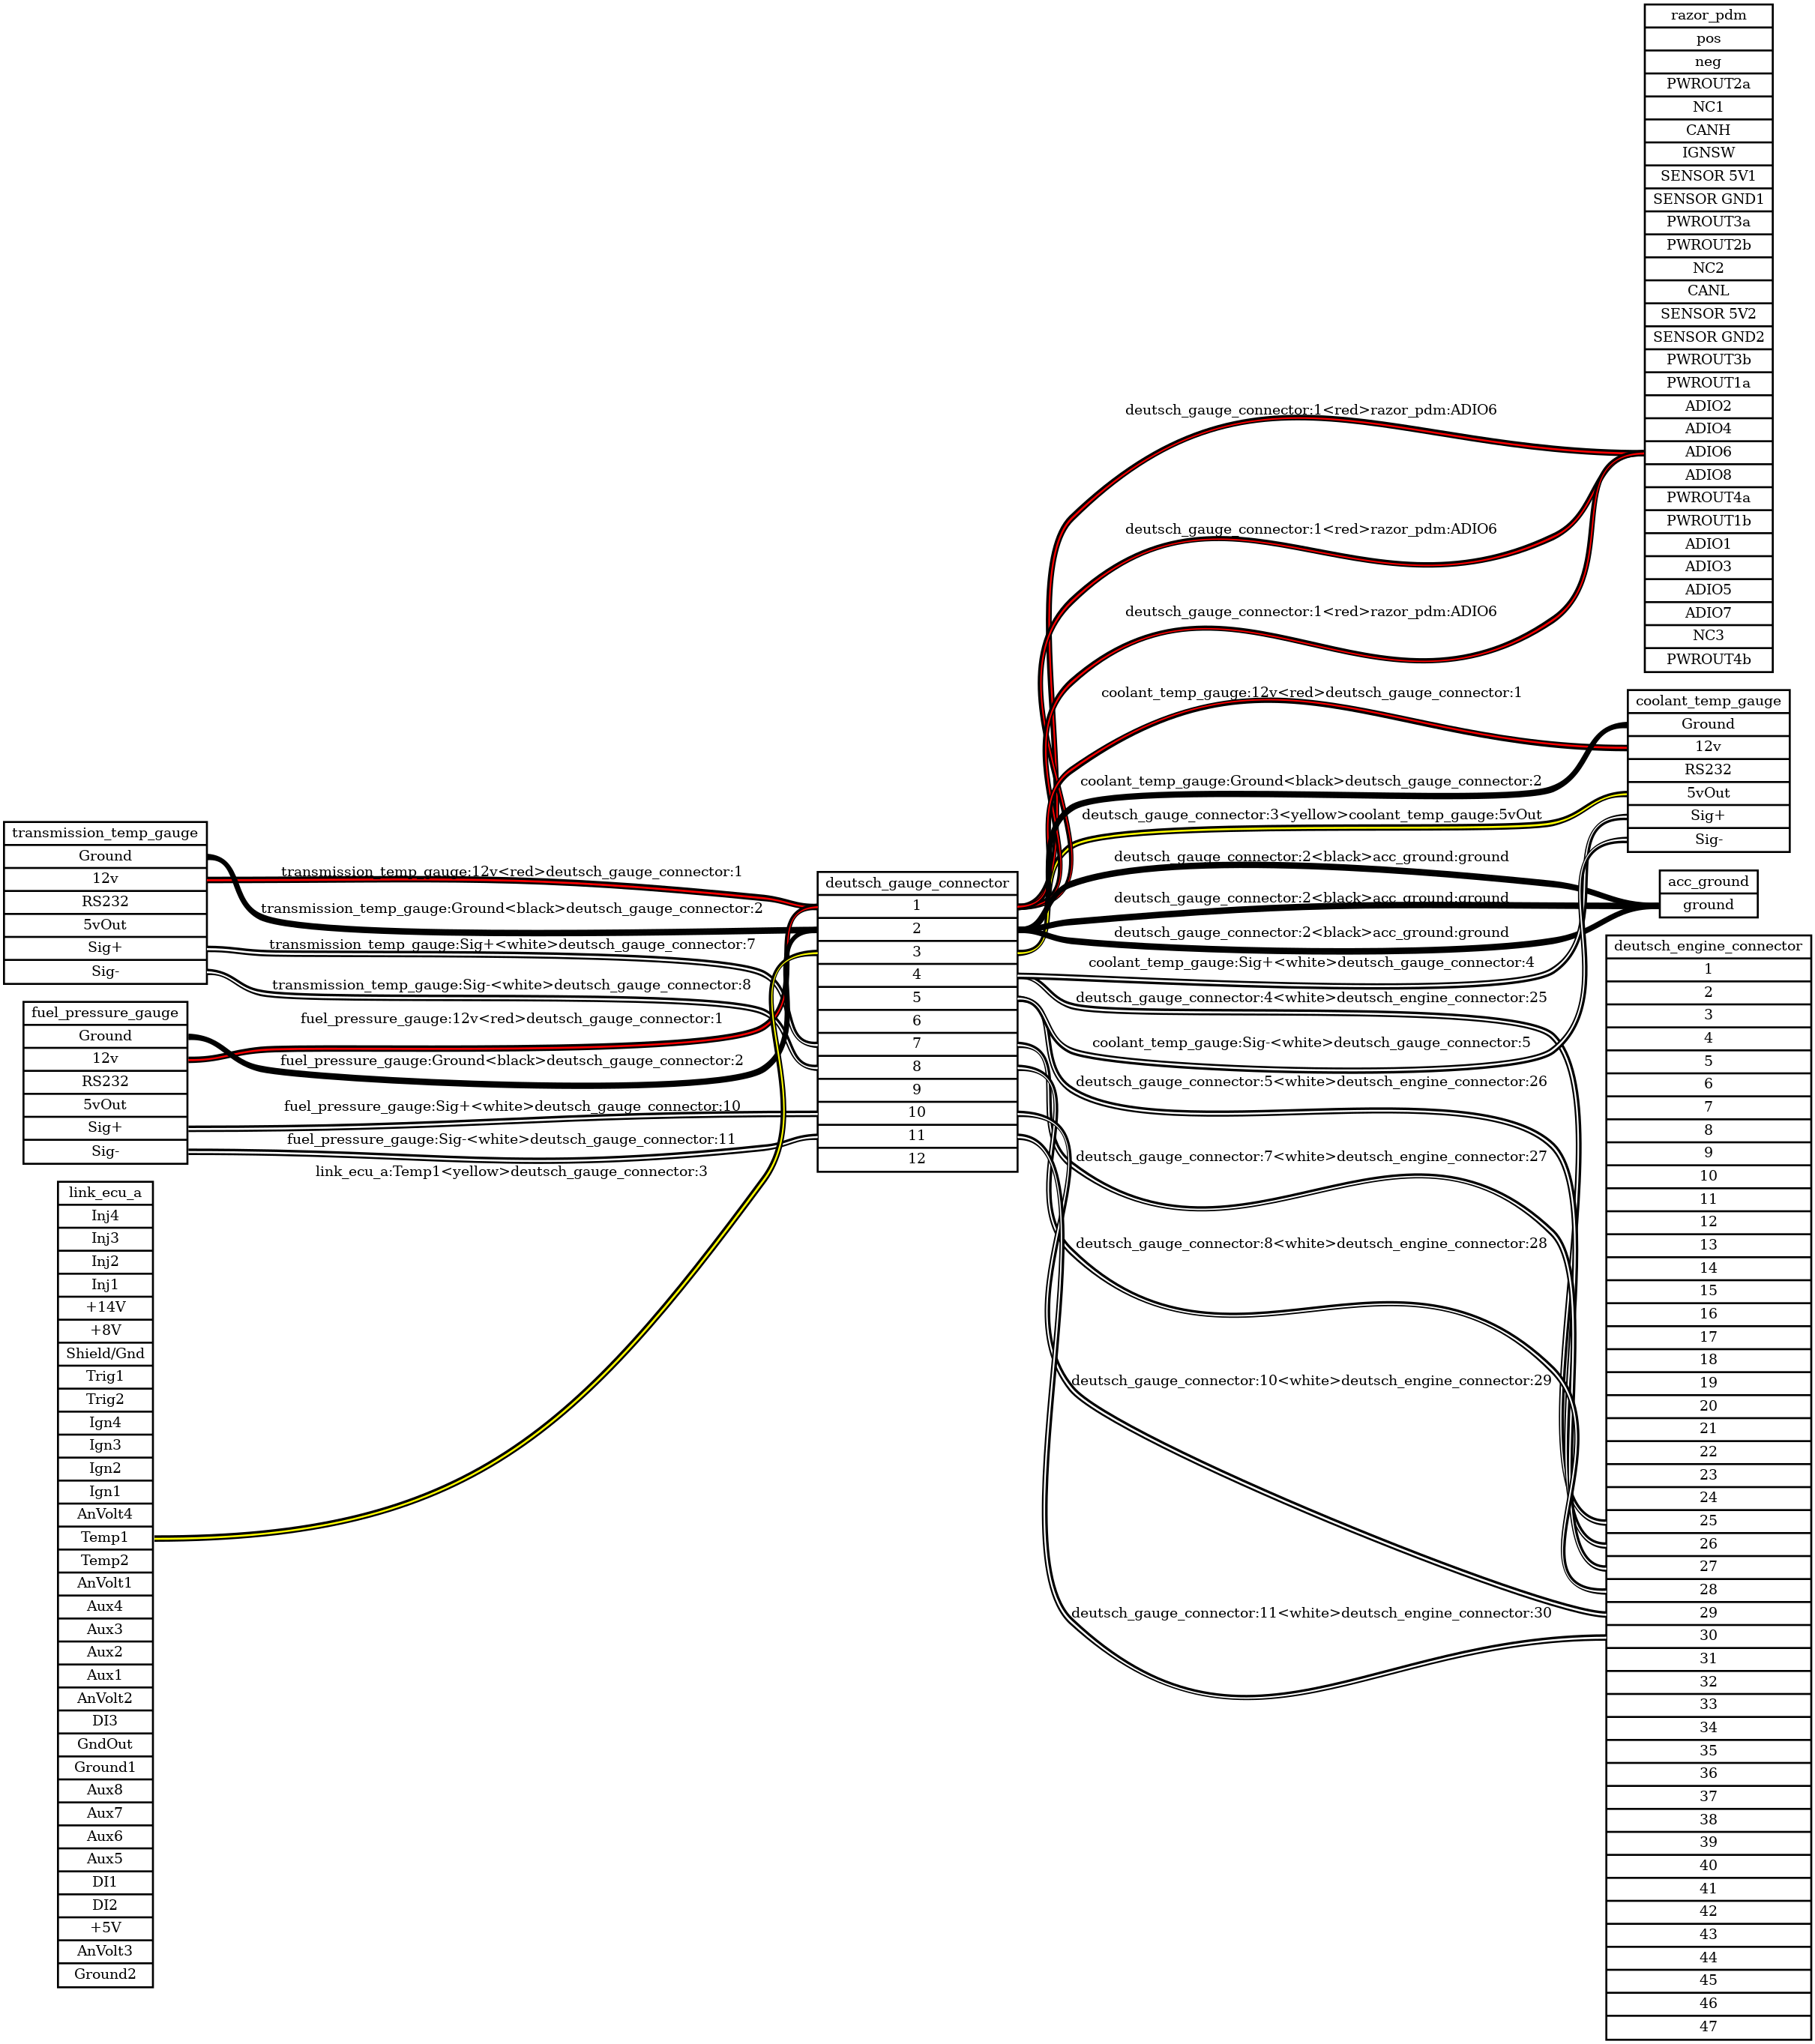 transmission_temp_gauge
Ground
12v
RS232
5vOut
Sig+
Sig-
fuel_pressure_gauge
Ground
12v
RS232
5vOut
Sig+
Sig-
link_ecu_a
Inj4
Inj3
Inj2
Inj1
+14V
+8V
Shield/Gnd
Trig1
Trig2
Ign4
Ign3
Ign2
Ign1
AnVolt4
Temp1
Temp2
AnVolt1
Aux4
Aux3
Aux2
Aux1
AnVolt2
DI3
GndOut
Ground1
Aux8
Aux7
Aux6
Aux5
DI1
DI2
+5V
AnVolt3
Ground2
transmission_temp_gauge:12v<red>deutsch_gauge_connector:1
transmission_temp_gauge:Ground<black>deutsch_gauge_connector:2
transmission_temp_gauge:Sig+<white>deutsch_gauge_connector:7
transmission_temp_gauge:Sig-<white>deutsch_gauge_connector:8
fuel_pressure_gauge:12v<red>deutsch_gauge_connector:1
fuel_pressure_gauge:Ground<black>deutsch_gauge_connector:2
fuel_pressure_gauge:Sig+<white>deutsch_gauge_connector:10
fuel_pressure_gauge:Sig-<white>deutsch_gauge_connector:11
link_ecu_a:Temp1<yellow>deutsch_gauge_connector:3
deutsch_gauge_connector
1
2
3
4
5
6
7
8
9
10
11
12
deutsch_gauge_connector:1<red>razor_pdm:ADIO6
deutsch_gauge_connector:1<red>razor_pdm:ADIO6
deutsch_gauge_connector:1<red>razor_pdm:ADIO6
coolant_temp_gauge:12v<red>deutsch_gauge_connector:1
coolant_temp_gauge:Ground<black>deutsch_gauge_connector:2
deutsch_gauge_connector:3<yellow>coolant_temp_gauge:5vOut
deutsch_gauge_connector:2<black>acc_ground:ground
deutsch_gauge_connector:2<black>acc_ground:ground
deutsch_gauge_connector:2<black>acc_ground:ground
coolant_temp_gauge:Sig+<white>deutsch_gauge_connector:4
deutsch_gauge_connector:4<white>deutsch_engine_connector:25
coolant_temp_gauge:Sig-<white>deutsch_gauge_connector:5
deutsch_gauge_connector:5<white>deutsch_engine_connector:26
deutsch_gauge_connector:7<white>deutsch_engine_connector:27
deutsch_gauge_connector:8<white>deutsch_engine_connector:28
deutsch_gauge_connector:10<white>deutsch_engine_connector:29
deutsch_gauge_connector:11<white>deutsch_engine_connector:30
razor_pdm
pos
neg
PWROUT2a
NC1
CANH
IGNSW
SENSOR 5V1
SENSOR GND1
PWROUT3a
PWROUT2b
NC2
CANL
SENSOR 5V2
SENSOR GND2
PWROUT3b
PWROUT1a
ADIO2
ADIO4
ADIO6
ADIO8
PWROUT4a
PWROUT1b
ADIO1
ADIO3
ADIO5
ADIO7
NC3
PWROUT4b
coolant_temp_gauge
Ground
12v
RS232
5vOut
Sig+
Sig-
acc_ground
ground
deutsch_engine_connector
1
2
3
4
5
6
7
8
9
10
11
12
13
14
15
16
17
18
19
20
21
22
23
24
25
26
27
28
29
30
31
32
33
34
35
36
37
38
39
40
41
42
43
44
45
46
47